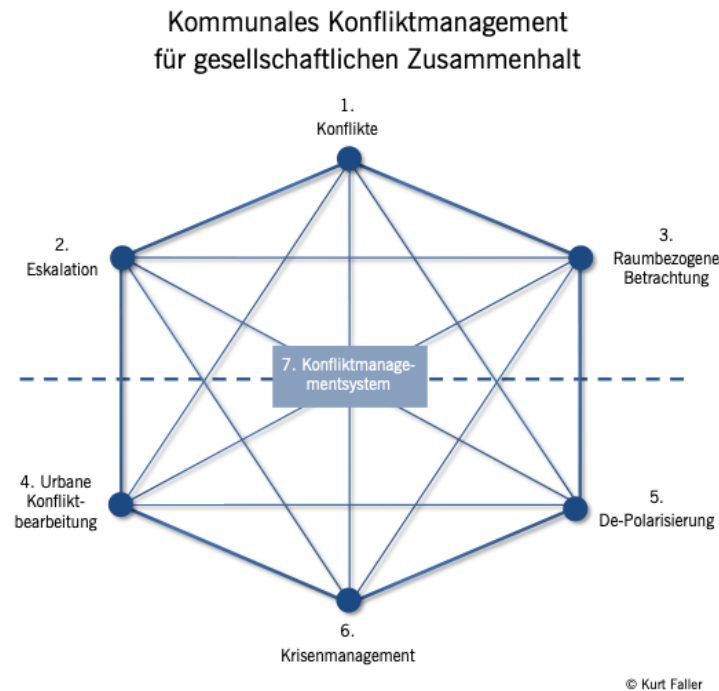 Kommunales Konfliktmanagement
für gesellschaftlichen Zusammenhalt
1.
Konflikte
2.
Eskalation
3.
Raumbezogene
Betrachtung
7. Konfliktmanage-
mentsystem
4. Urbane
Konflikt-
bearbeitung
5.
De-Polarisierung
6.
Krisenmanagement
© Kurt Faller